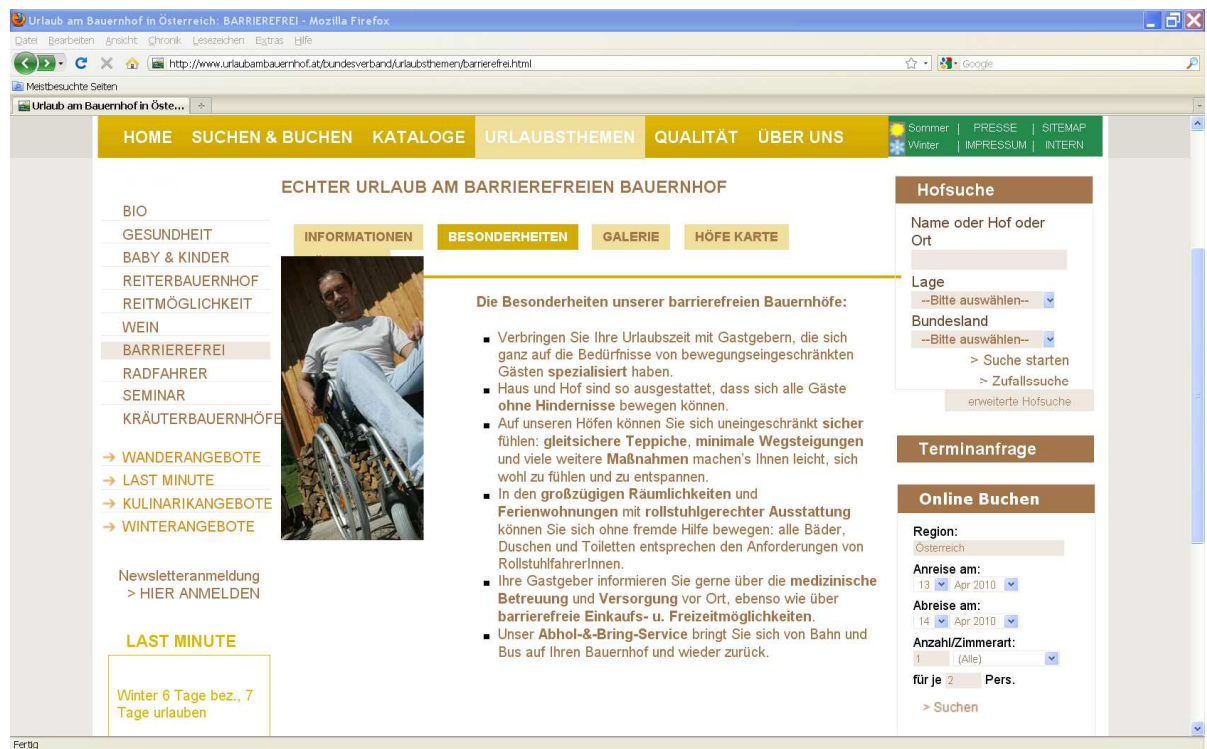 Urlaub am Bauernhof in Österreich: BARRIEREFREI - Mozilla Firefox
Datei Bearbeiten Ansicht Chronik Lesezeichen Extras Hilfe
http://www.urlaubambauernhof.at/bundesverband/urlaubsthemen/barrierefrei.html
Google
Meistbesuchte Seiten
Urlaub am Bauernhof in Öste...
HOME SUCHEN & BUCHEN KATALOGE URLAUBSTHEMEN QUALITÄT ÜBER UNS
Sommer | PRESSE | SITEMAP
Winter | IMPRESSUM | INTERN
BIO
GESUNDHEIT
BABY & KINDER
REITERBAUERNHOF
REITMÖGLICHKEIT
WEIN
BARRIEREFREI
RADFAHRER
SEMINAR
KRÄUTERBAUERNHÖFE
→ WANDERANGEBOTE
→ LAST MINUTE
→ KULINARIKANGEBOTE
→ WINTERANGEBOTE
Newsletteranmeldung
> HIER ANMELDEN
LAST MINUTE
Winter 6 Tage bez., 7
Tage urlauben
ECHTER URLAUB AM BARRIEREFREIEN BAUERNHOF
INFORMATIONEN BESONDERHEITEN GALERIE HÖFE KARTE
Die Besonderheiten unserer barrierefreien Bauernhöfe:
Verbringen Sie Ihre Urlaubszeit mit Gastgebern, die sich
ganz auf die Bedürfnisse von bewegungseingeschränkten
Gästen spezialisiert haben.
Haus und Hof sind so ausgestattet, dass sich alle Gäste
ohne Hindernisse bewegen können.
Auf unseren Höfen können Sie sich uneingeschränkt sicher
fühlen: gleitsichere Teppiche, minimale Wegsteigungen
und viele weitere Maßnahmen machen's Ihnen leicht, sich
wohl zu fühlen und zu entspannen.
In den großzügigen Räumlichkeiten und
Ferienwohnungen mit rollstuhlgerechter Ausstattung
können Sie sich ohne fremde Hilfe bewegen: alle Bäder,
Duschen und Toiletten entsprechen den Anforderungen von
RollstuhlfahrerInnen.
Ihre Gastgeber informieren Sie gerne über die medizinische
Betreuung und Versorgung vor Ort, ebenso wie über
barrierefreie Einkaufs- u. Freizeitmöglichkeiten.
Unser Abhol-&-Bring-Service bringt Sie sich von Bahn und
Bus auf Ihren Bauernhof und wieder zurück.
Hofsuche
Name oder Hof oder
Ort
Lage
--Bitte auswählen--
Bundesland
--Bitte auswählen--
> Suche starten
> Zufallssuche
erweiterte Hofsuche
Terminanfrage
Online Buchen
Region:
Österreich
Anreise am:
13 Apr 2010
Abreise am:
14 Apr 2010
Anzahl/Zimmerart:
1 (Alle)
für je 2 Pers.
> Suchen
Fertig